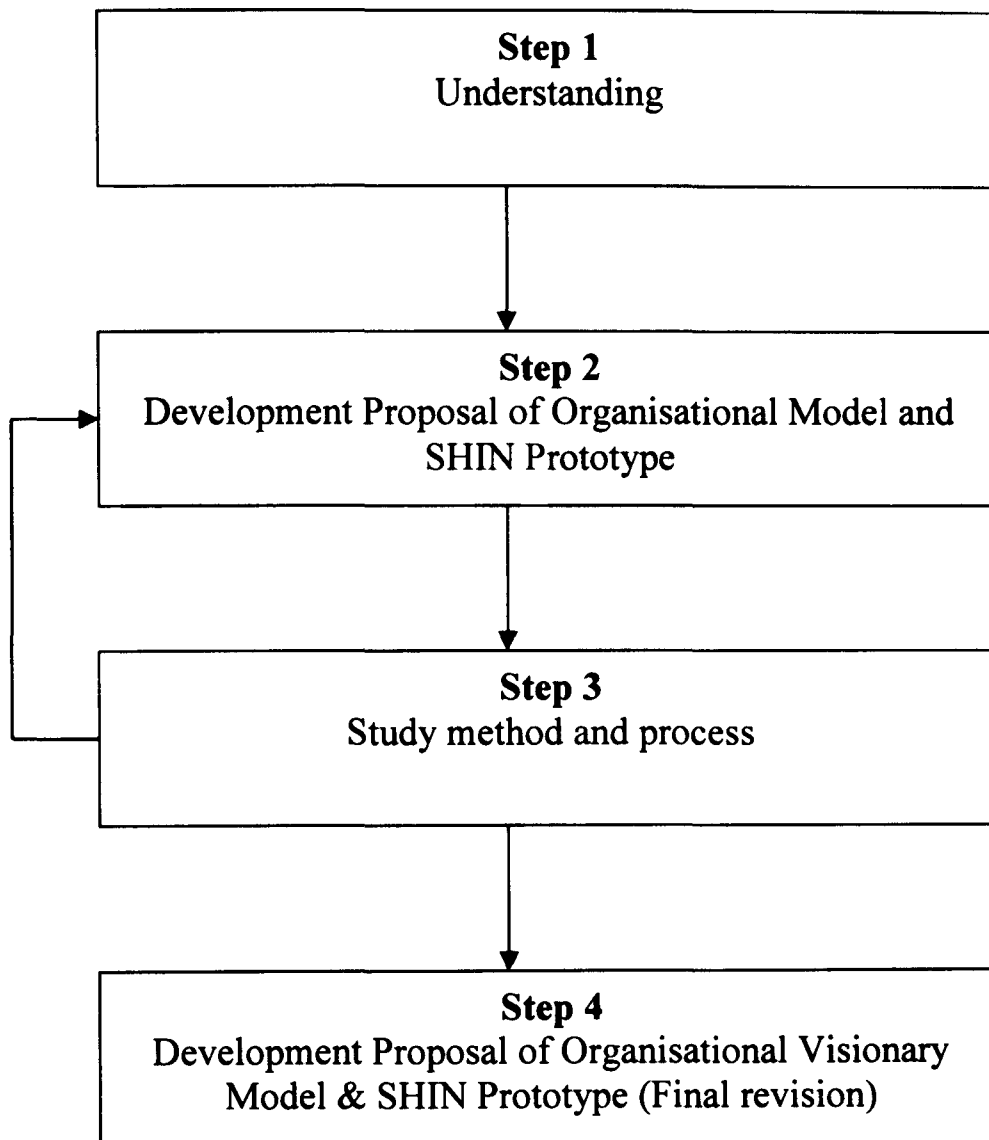 Step 1
Understanding
Step 2
Development Proposal of Organisational Model and
SHIN Prototype
Step 3
Study method and process
Step 4
Development Proposal of Organisational Visionary
Model & SHIN Prototype (Final revision)